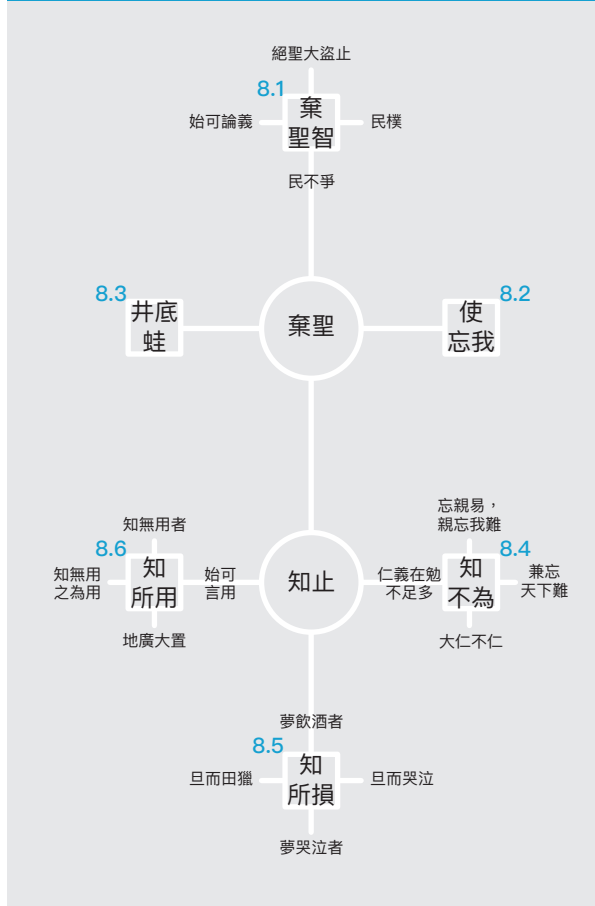 絕聖大盜止
8.1
棄
聖智
始可論義
民樸
民不爭
8.3
井底
蛙
棄聖
8.2
使
忘我
知無用者
8.6
知
所用
知無用
之為用
始可
言用
地廣大置
知止
忘親易，
親忘我難
8.4
仁義在勉
不足多
知
不為
兼忘
天下難
大仁不仁
夢飲酒者
8.5
知
所損
旦而田獵
旦而哭泣
夢哭泣者